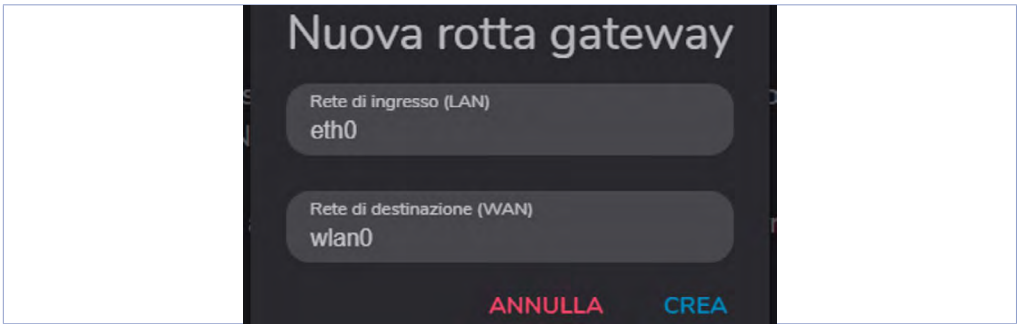 Nuova rotta gateway
Rete di ingresso (LAN)
eth0
Rete di destinazione (WAN)
wlan0
ANNULLA CREA